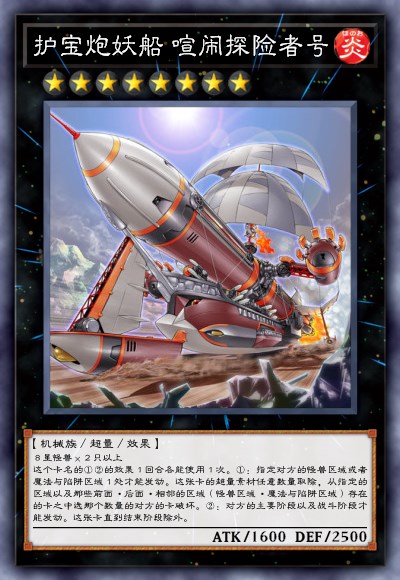 护宝炮妖船 喧闹探险者号
ほのお
炎
【机械族/超量/效果】
8星怪兽×2只以上
这个卡名的①②的效果1回合各能使用1次。①:指定对方的怪兽区域或者
魔法与陷阱区域1处才能发动。这张卡的超量素材任意数量取除，从指定的
区域以及那些前面·后面·相邻的区域（怪兽区域·魔法与陷阱区域）存在
的卡之中选那个数量的对方的卡破坏。②:对方的主要阶段以及战斗阶段才
能发动。这张卡直到结束阶段除外。
ATK/1600 DEF/2500